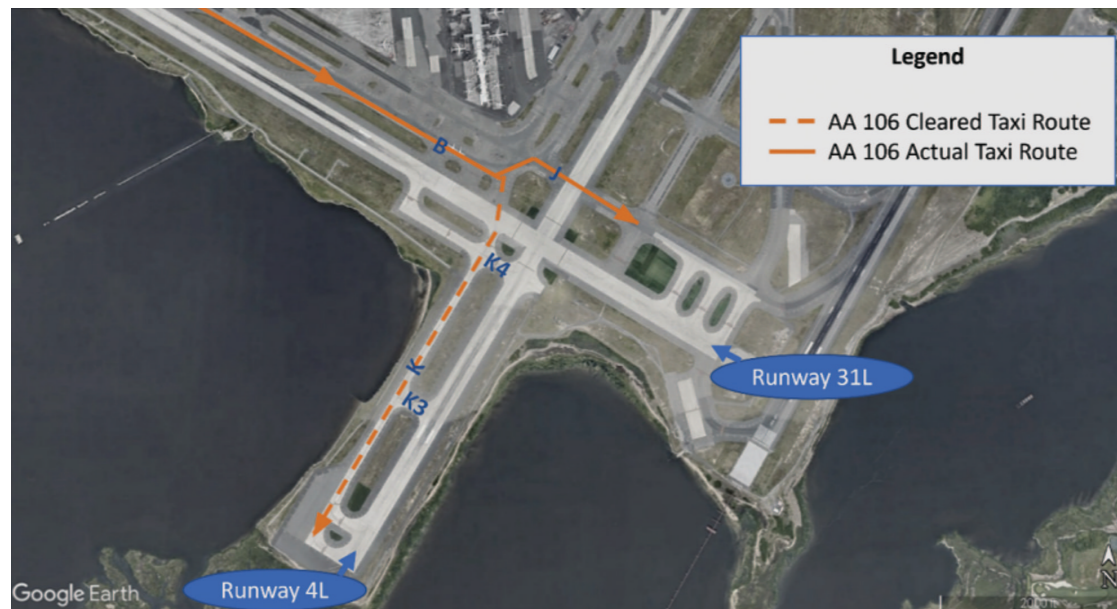 Legend
AA 106 Cleared Taxi Route
AA 106 Actual Taxi Route
B
J
K4
K
K3
Runway 31L
Runway 4L
Google Earth
N